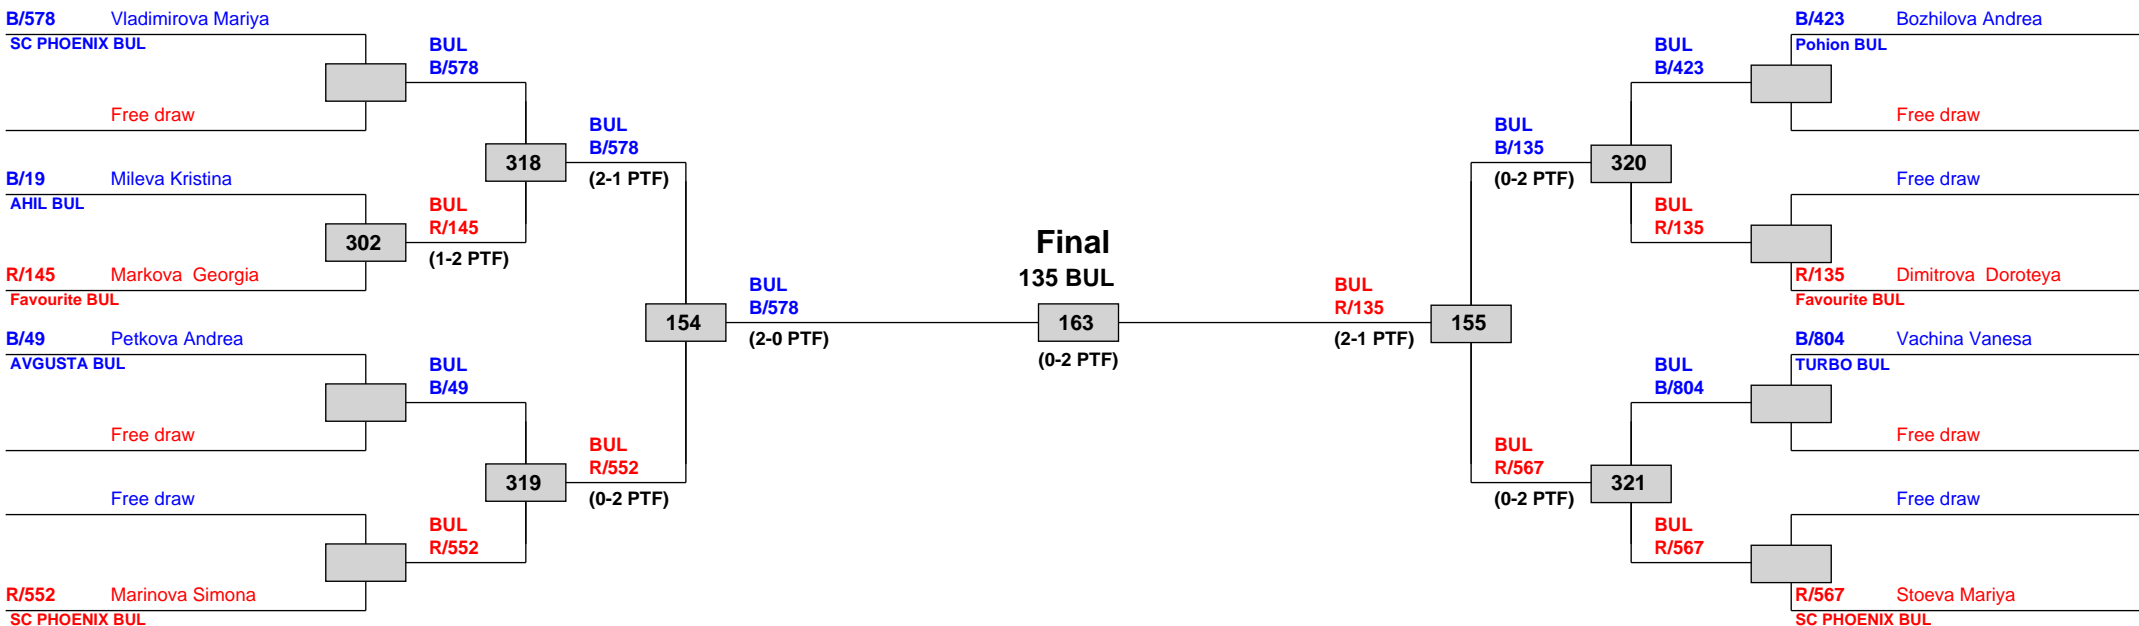 B/578 Vladimirova Mariya
SC PHOENIX BUL
Free draw
B/19 Mileva Kristina
AHIL BUL
R/145 Markova  Georgia
Favourite BUL
B/49 Petkova Andrea
AVGUSTA BUL
Free draw
Free draw
R/552 Marinova Simona
SC PHOENIX BUL
302
BUL
B/578
BUL
R/145
(1-2 PTF)
BUL
B/49
BUL
R/552
318
319
BUL
B/578
(2-1 PTF)
BUL
R/552
(0-2 PTF)
154
BUL
B/578
(2-0 PTF)
Final
135 BUL
163
(0-2 PTF)
BUL
R/135
(2-1 PTF)
155
BUL
B/135
(0-2 PTF)
BUL
R/567
(0-2 PTF)
320
321
BUL
B/423
BUL
R/135
BUL
B/804
BUL
R/567
B/423 Bozhilova Andrea
Pohion BUL
Free draw
Free draw
R/135 Dimitrova  Doroteya
Favourite BUL
B/804 Vachina Vanesa
TURBO BUL
Free draw
Free draw
R/567 Stoeva Mariya
SC PHOENIX BUL